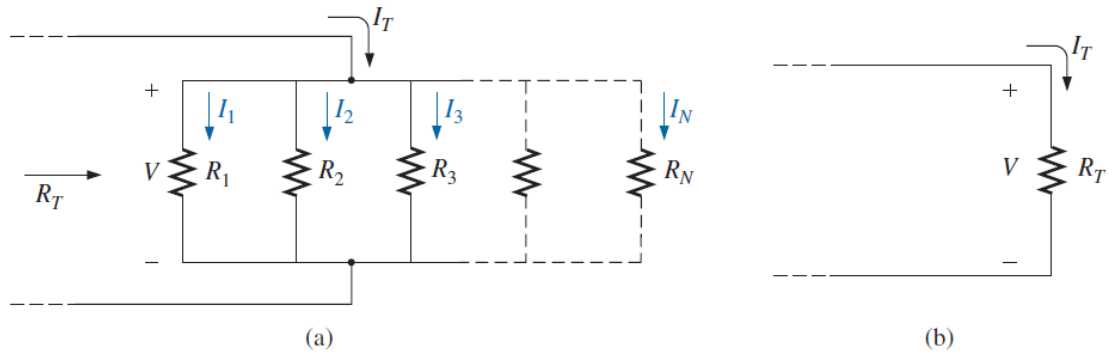 I_T
I_T
+ I_1 I_2 I_3 I_N +
V R_1 R_2 R_3 R_N V R_T
R_T
− −
(a) (b)